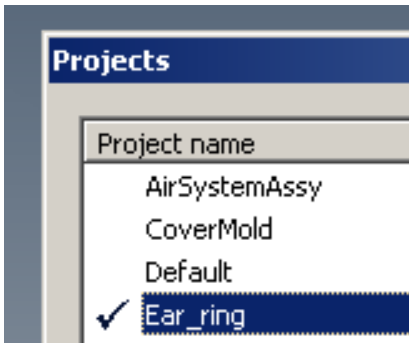 Projects
Project name
AirSystemAssy
CoverMold
Default
Ear_ring